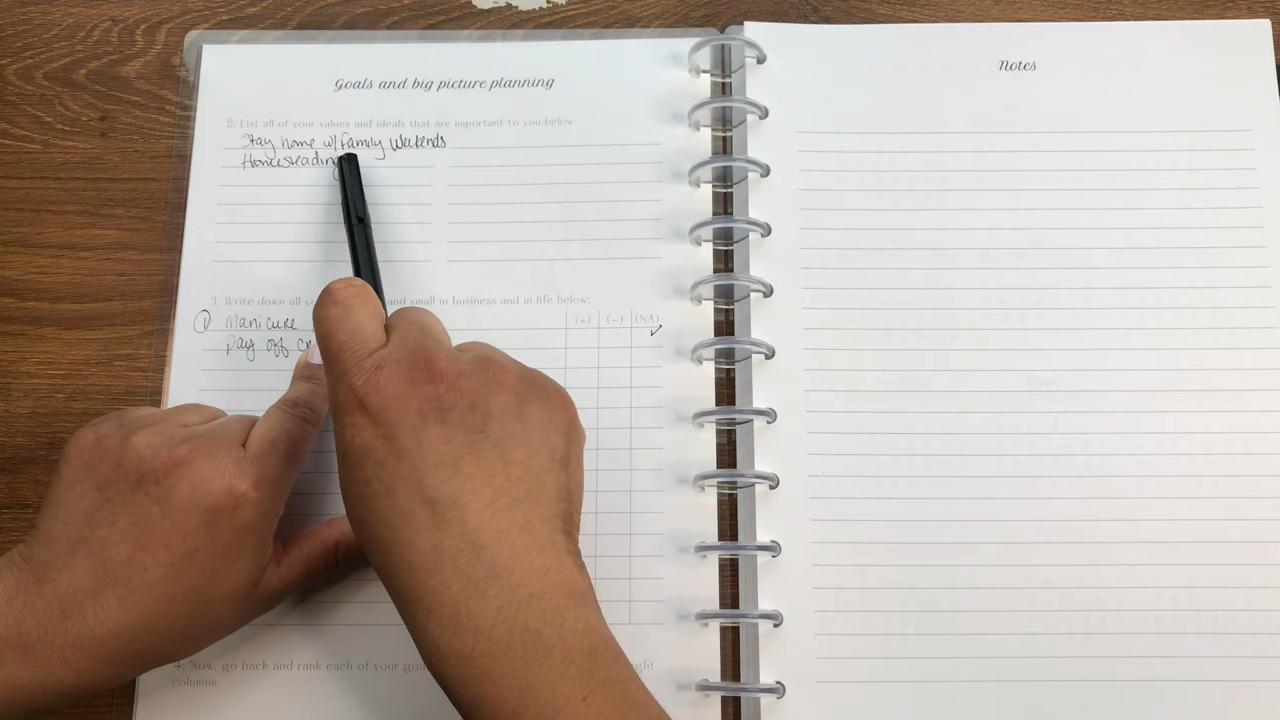 Goals and big picture planning
2: List all of your values and ideals that are important to you below:
Stay home w/ family weekends
3: Write down all and small in business and in life below:
(+) (−) (NA)
① Manicure ✓
pay off
4: Now, go back and rank each of your
columns.
Notes